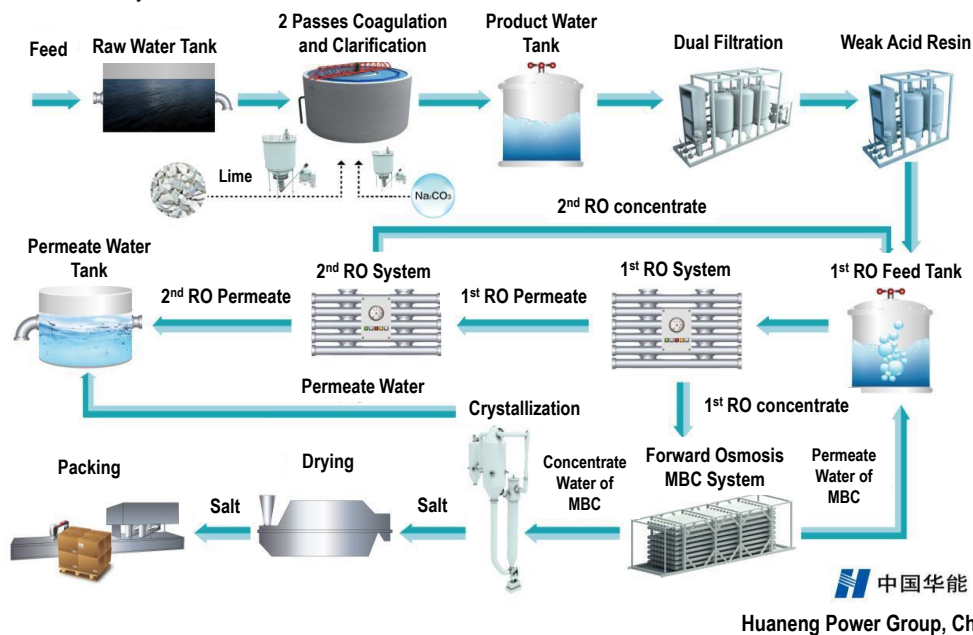 Feed
Raw Water Tank
2 Passes Coagulation
and Clarification
Product Water
Tank
Dual Filtration
Weak Acid Resin
Lime
Na₂CO₃
2nd RO concentrate
Permeate Water
Tank
2nd RO System
1st RO System
1st RO Feed Tank
2nd RO Permeate
1st RO Permeate
Permeate Water
Crystallization
1st RO concentrate
Packing
Drying
Concentrate
Water of
MBC
Forward Osmosis
MBC System
Permeate
Water of
MBC
Salt
Salt
中国华能
Huaneng Power Group, Ch